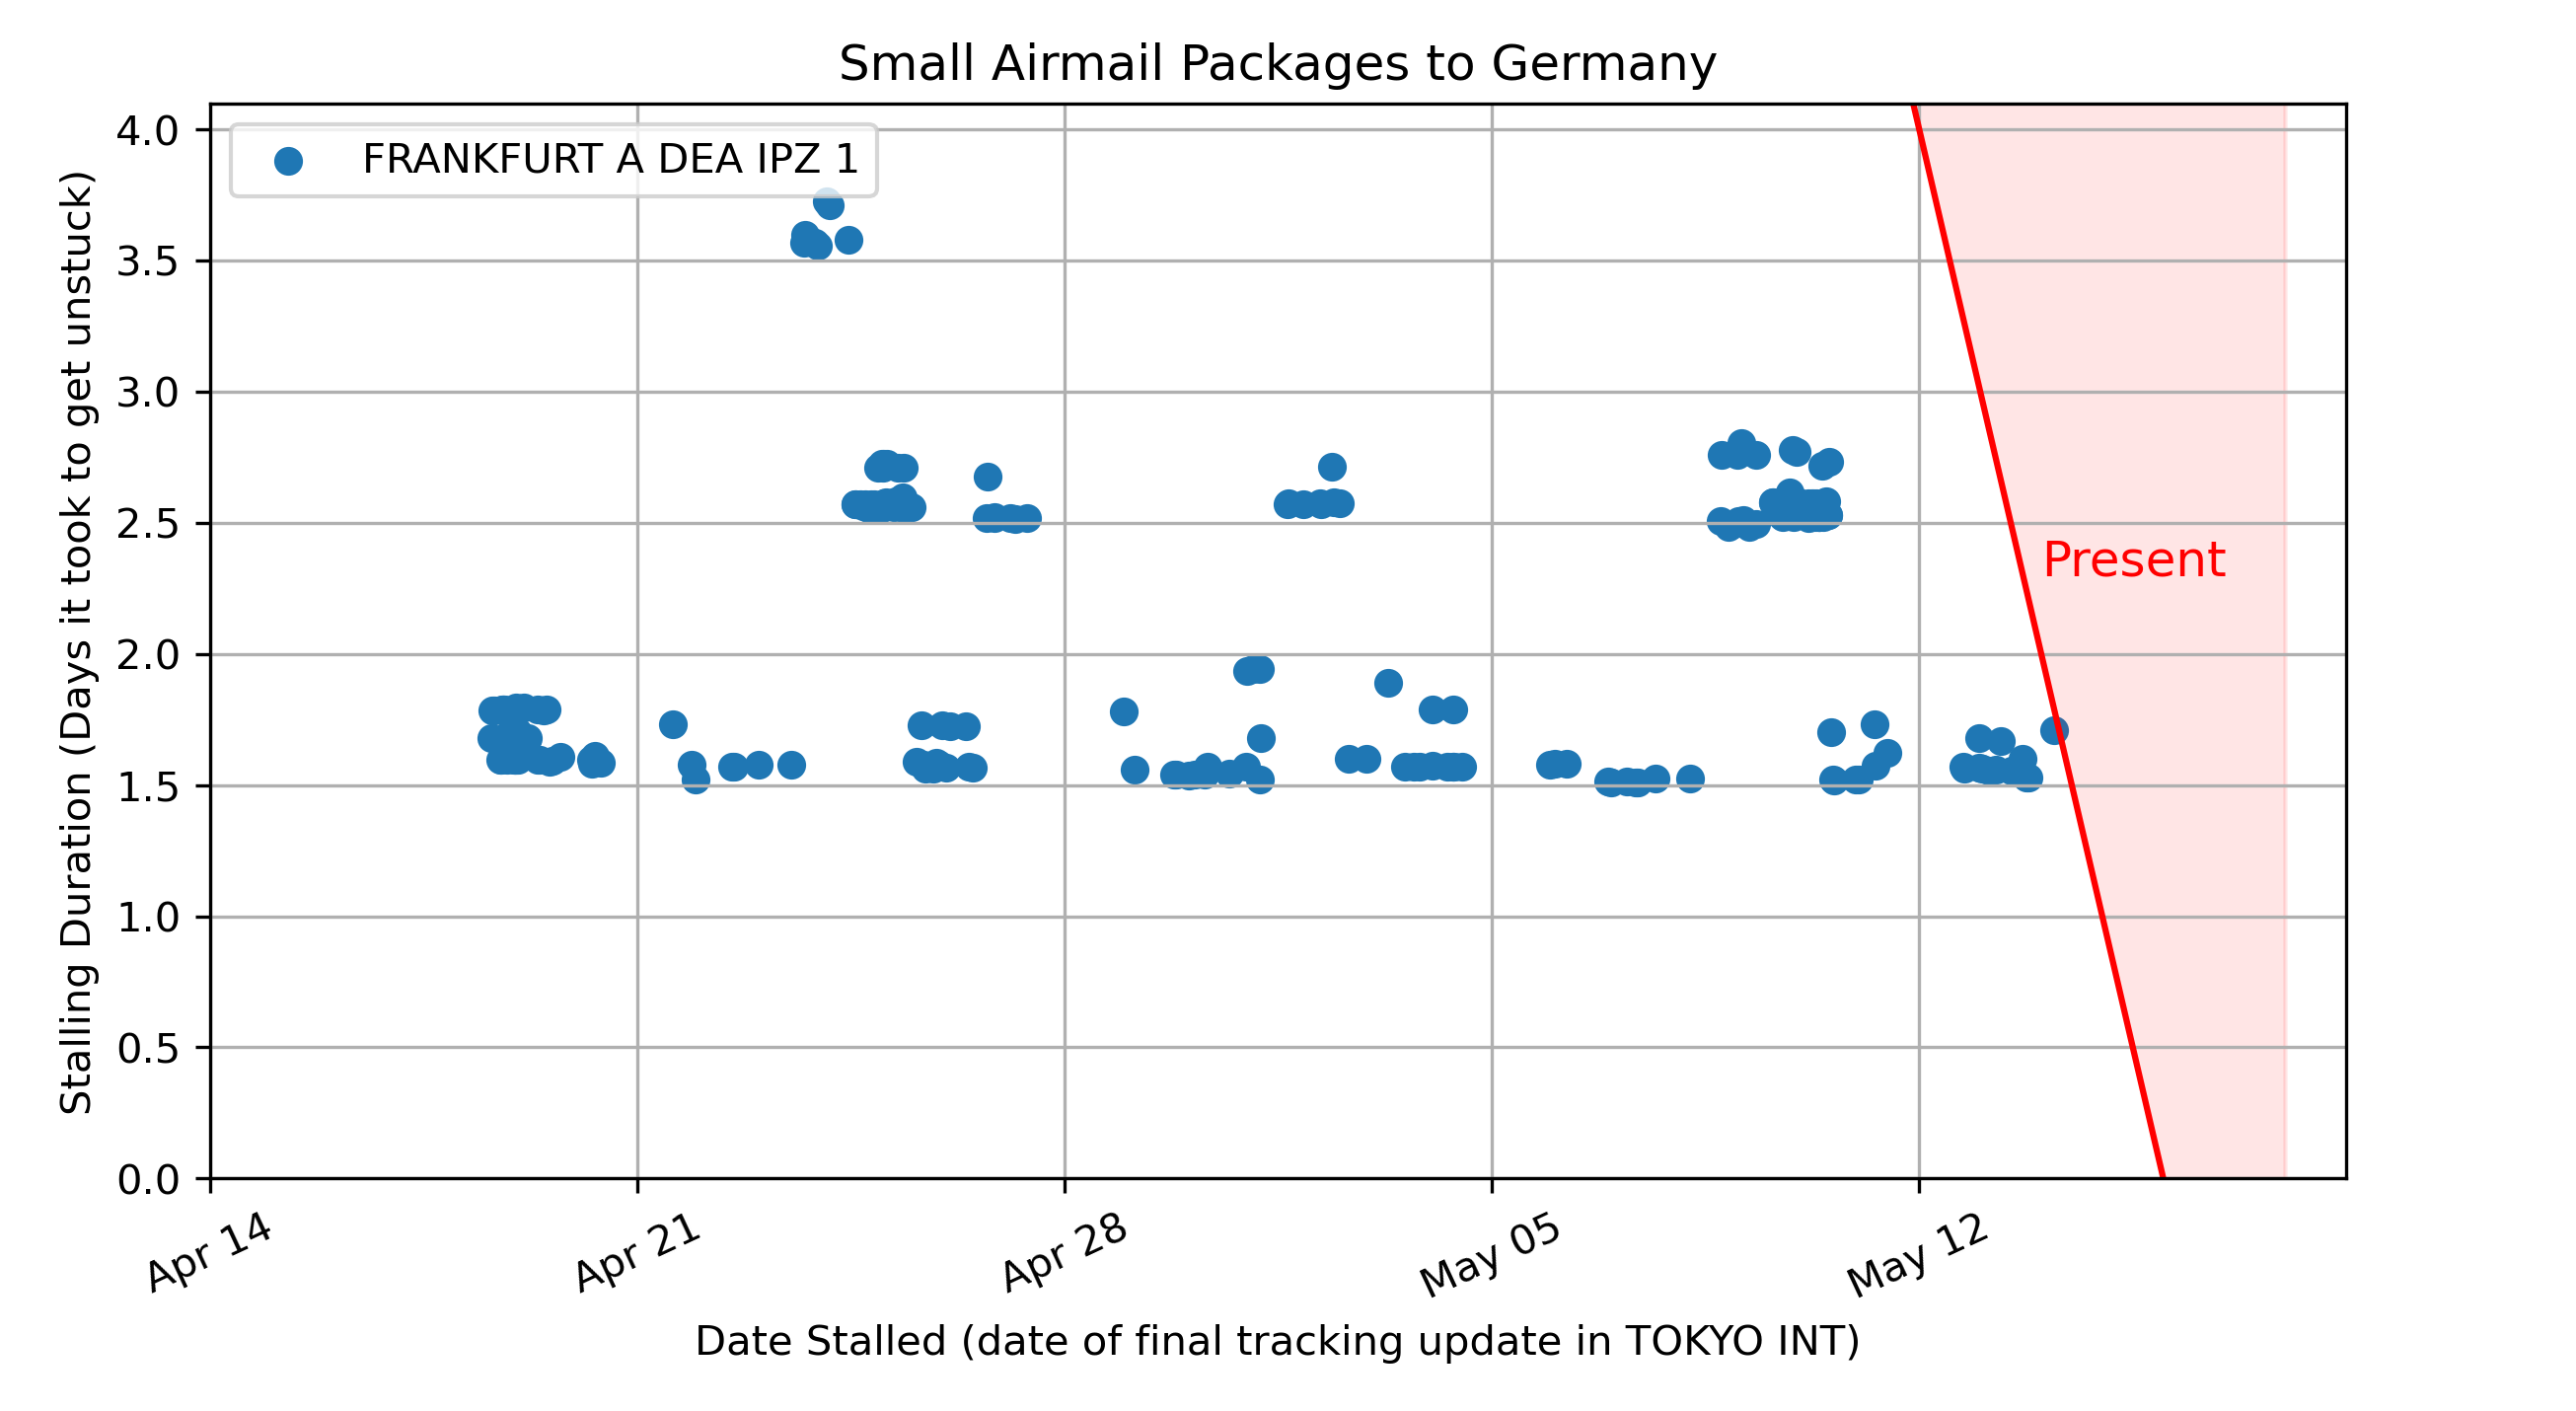 Small Airmail Packages to Germany
FRANKFURT A DEA IPZ 1
Stalling Duration (Days it took to get unstuck)
4.0
3.5
3.0
2.5
2.0
1.5
1.0
0.5
0.0
Present
Apr 14
Apr 21
Apr 28
May 05
May 12
Date Stalled (date of final tracking update in TOKYO INT)